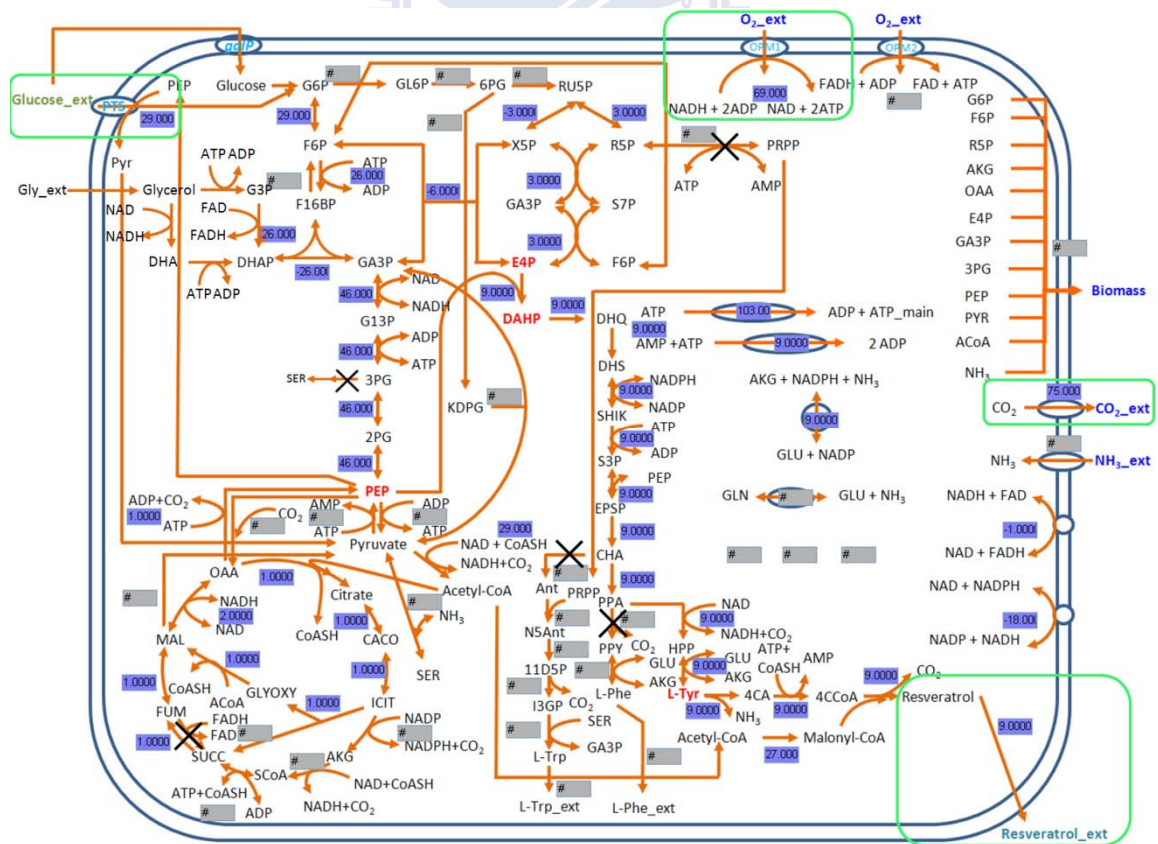 O₂_ext
O₂_ext
galP
OPM1
OPM2
PEP
Glucose
G6P
#
GL6P
#
6PG
#
RU5P
FADH + ADP
FAD + ATP
#
Glucose_ext
PTS
29.000
29.000
#
-3.000
3.000
69.000
NADH + 2ADP
NAD + 2ATP
G6P
F6P
R5P
AKG
OAA
E4P
GA3P
3PG
PEP
PYR
ACoA
NH₃
#
Biomass
Pyr
F6P
X5P
R5P
#
PRPP
ATP
AMP
ATP ADP
ATP
26.000
ADP
Gly_ext
Glycerol
G3P
#
F16BP
-6.000
3.000
GA3P
S7P
NAD
NADH
FAD
FADH
26.000
3.000
DHA
DHAP
-26.00
GA3P
E4P
F6P
ATP ADP
46.000
NAD
NADH
9.0000
DAHP
9.0000
DHQ
ATP
103.00
ADP + ATP_main
G13P
9.0000
AMP +ATP
9.0000
2 ADP
46.000
ADP
ATP
DHS
NADPH
9.0000
NADP
AKG + NADPH + NH₃
SER
3PG
KDPG
#
SHIK
75.000
CO₂
CO₂_ext
46.000
ATP
9.0000
ADP
9.0000
2PG
S3P
GLU + NADP
#
46.000
PEP
9.0000
NH₃
NH₃_ext
PEP
GLN
#
GLU + NH₃
NADH + FAD
ADP+CO₂
1.0000
ATP
#
CO₂
AMP
#
ATP
ADP
#
ATP
EPSP
9.0000
-1.000
29.000
Pyruvate
NAD + CoASH
NADH+CO₂
CHA
#
#
#
NAD + FADH
OAA
1.0000
#
9.0000
NAD + NADPH
Citrate
Acetyl-CoA
Ant
PRPP
PPA
#
NADH
2.0000
NAD
CoASH
1.0000
#
NH₃
#
#
NAD
9.0000
NADH+CO₂
-18.00
MAL
CACO
N5Ant
PPY
CO₂
HPP
NADP + NADH
1.0000
1.0000
1.0000
SER
#
11D5P
#
GLU
AKG
9.0000
GLU
AKG
ATP+
CoASH
AMP
9.0000
CO₂
CoASH
ACoA
GLYOXY
#
CO₂
L-Phe
L-Tyr
4CA
4CCoA
Resveratrol
FUM
FADH
FAD
#
1.0000
ICIT
NADP
#
NADPH+CO₂
I3GP
#
SER
GA3P
9.0000
NH₃
9.0000
9.0000
1.0000
SUCC
#
AKG
#
Acetyl-CoA
27.000
Malonyl-CoA
SCoA
L-Trp
ATP+CoASH
#
ADP
NAD+CoASH
NADH+CO₂
#
L-Trp_ext
L-Phe_ext
Resveratrol_ext